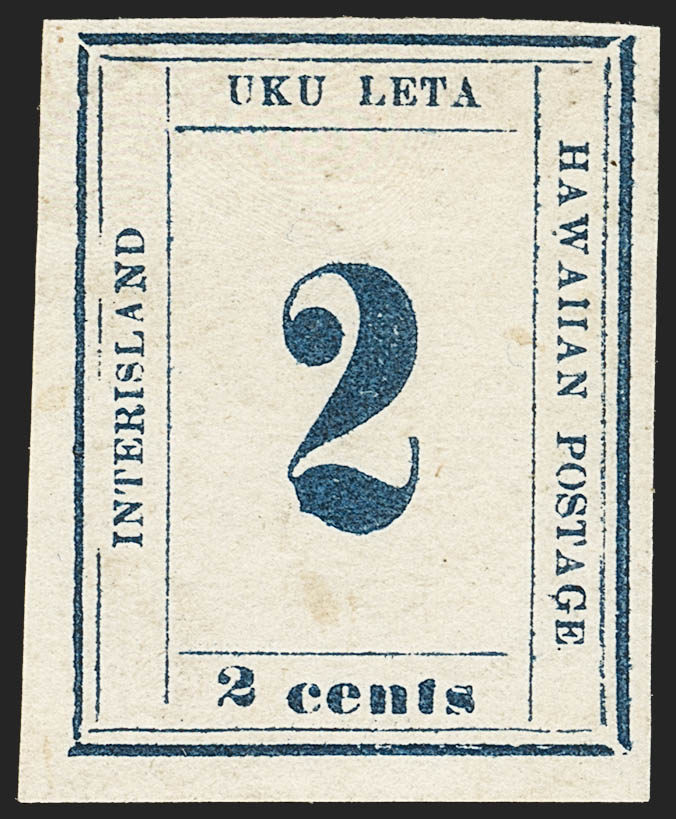 UKU LETA
INTERISLAND
HAWAIIAN POSTAGE
2
2 cents